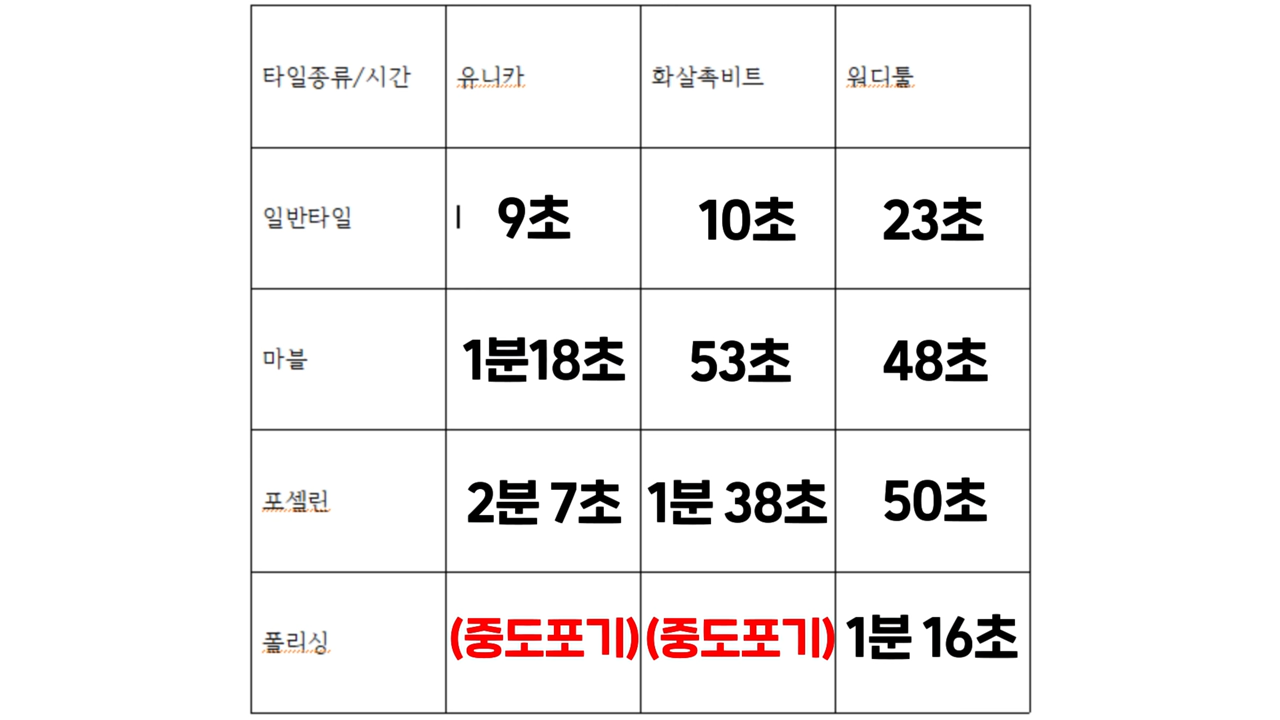 타일종류/시간 유니카 화살촉비트 워디툴
일반타일 9초 10초 23초
마블 1분18초 53초 48초
포셀린 2분 7초 1분 38초 50초
폴리싱 (중도포기) (중도포기) 1분 16초